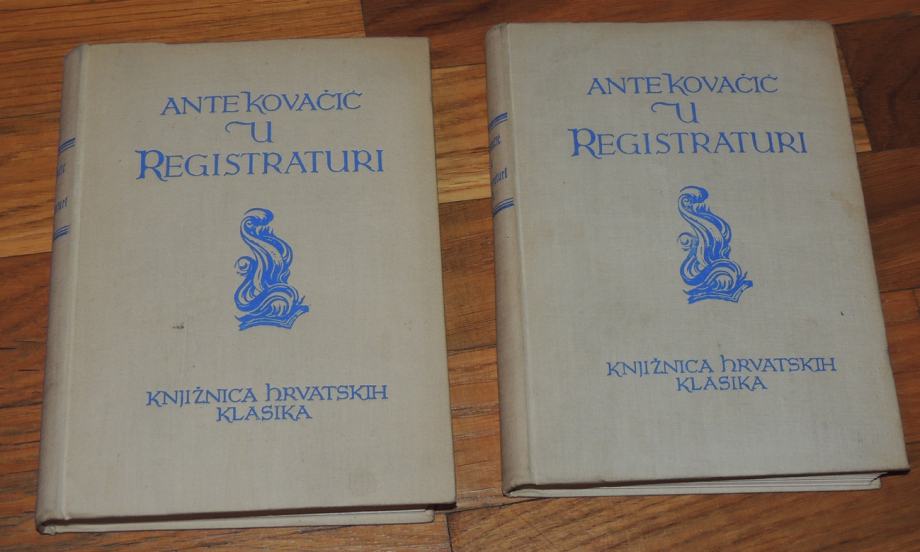 ANTE KOVAČIĆ
U
REGISTRATURI
KNJIŽNICA HRVATSKIH
KLASIKA
ANTE KOVAČIĆ
U
REGISTRATURI
KNJIŽNICA HRVATSKIH
KLASIKA